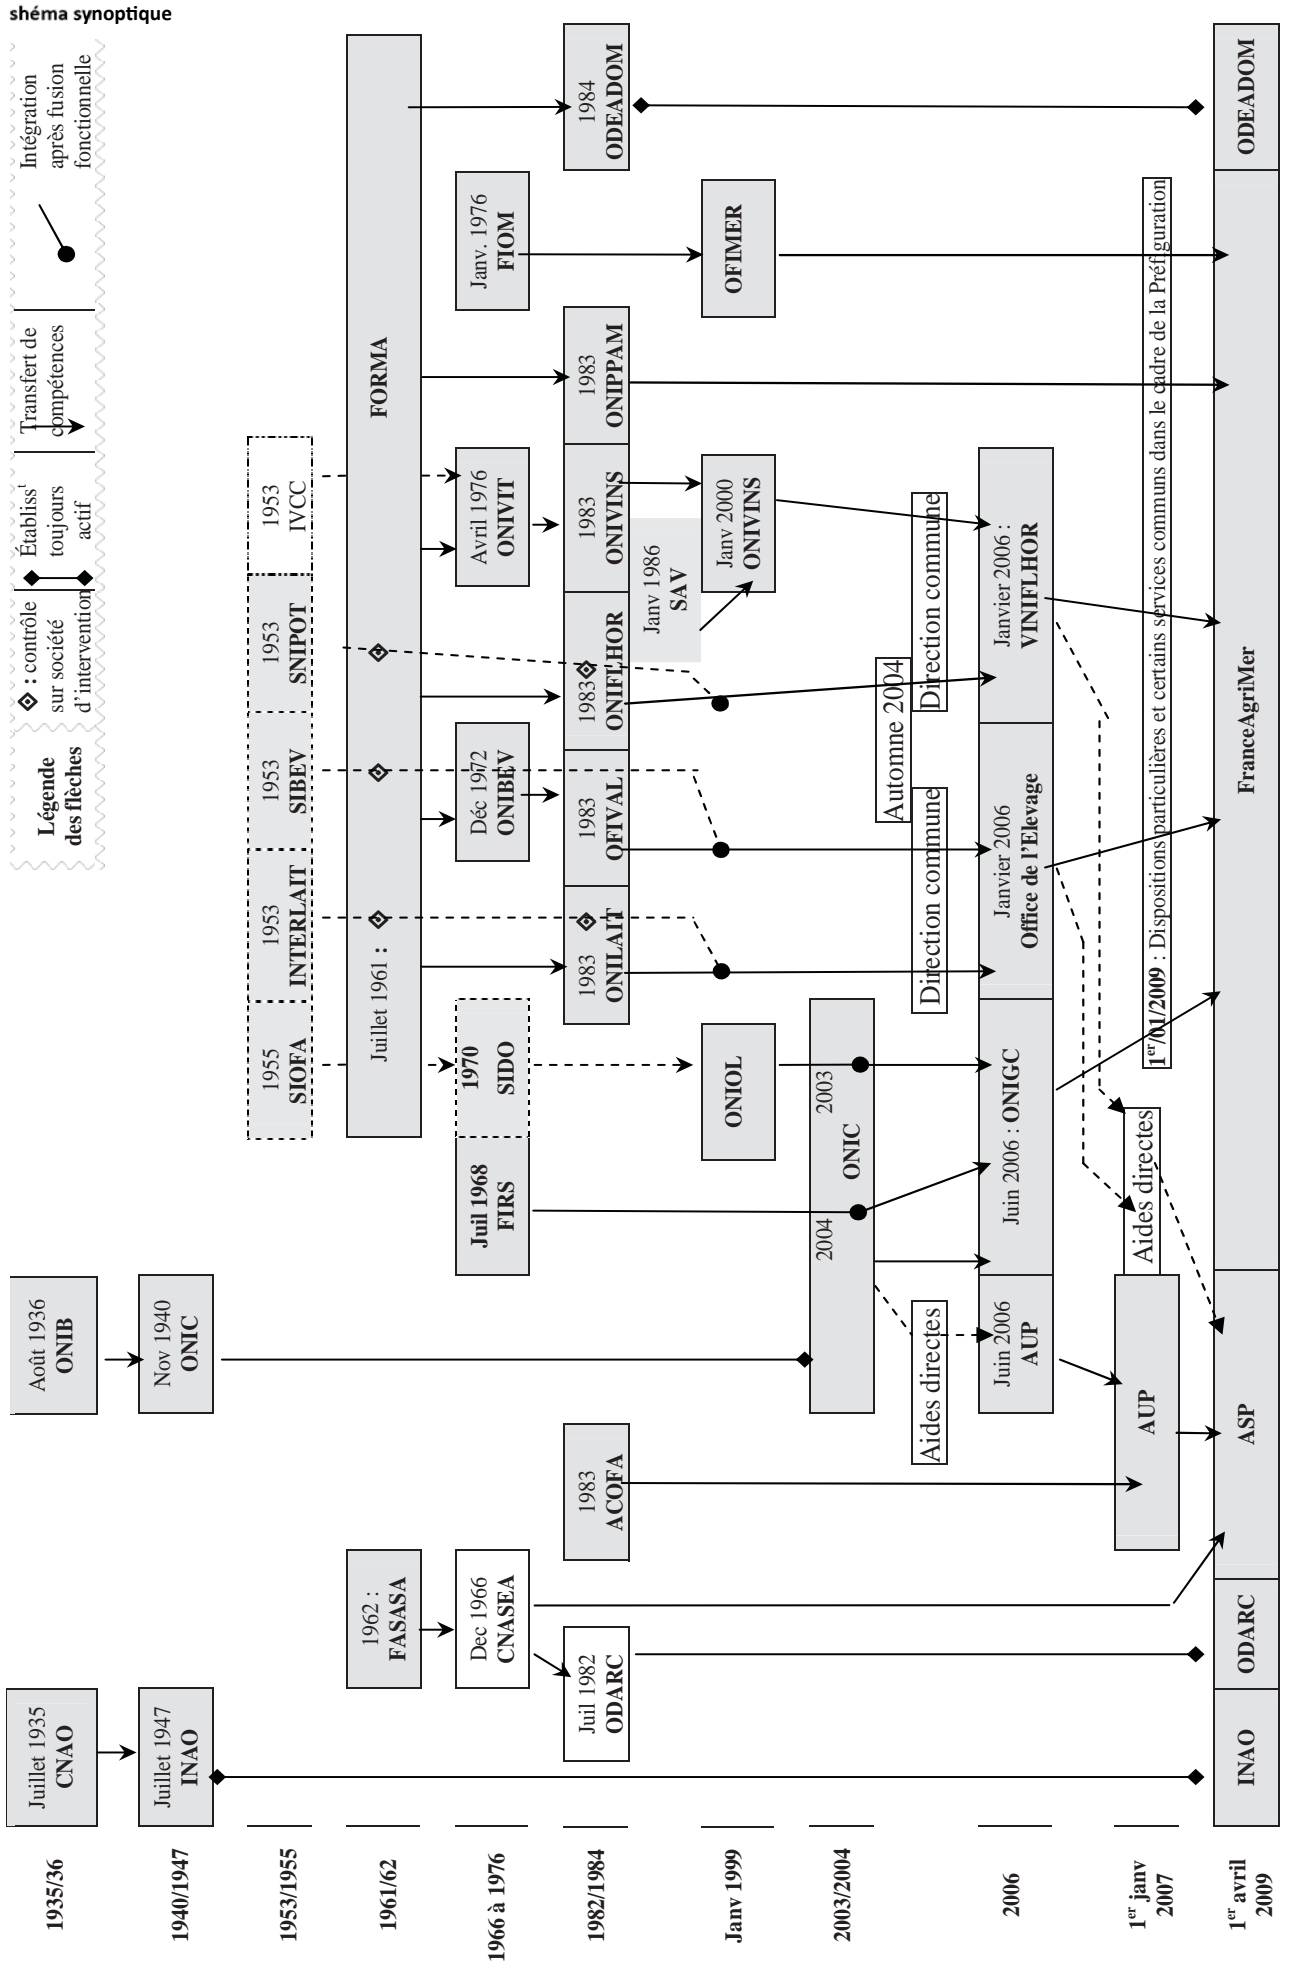 shéma synoptique
Légende
des flèches
: contrôle
sur société
d'intervention
Établisst
toujours
actif
Transfert de
compétences
Intégration
après fusion
fonctionnelle
1935/36
Juillet 1935
CNAO
Août 1936
ONIB
1940/1947
Juillet 1947
INAO
Nov 1940
ONIC
1953/1955
1955
SIOFA
1953
INTERLAIT
1953
SIBEV
1953
SNIPOT
1953
IVCC
1961/62
1962 :
FASASA
Juillet 1961 :
FORMA
1966 à 1976
Dec 1966
CNASEA
Juil 1968
FIRS
1970
SIDO
Déc 1972
ONIBEV
Avril 1976
ONIVIT
Janv. 1976
FIOM
1982/1984
Juil 1982
ODARC
1983
ACOFA
1983
ONILAIT
1983
OFIVAL
1983
ONIFLHOR
1983
ONIVINS
1983
ONIPPAM
1984
ODEADOM
Janv 1986
SAV
Janv 1999
ONIOL
Janv 2000
ONIVINS
OFIMER
2003/2004
2004
2003
ONIC
Automne 2004
Aides directes
Direction commune
Direction commune
2006
Juin 2006
AUP
Juin 2006 : ONIGC
Janvier 2006
Office de l'Elevage
Janvier 2006 :
VINIFLHOR
1er janv
2007
AUP
Aides directes
1er/01/2009 : Dispositions particulières et certains services communs dans le cadre de la Préfiguration
1er avril
2009
INAO
ODARC
ASP
FranceAgriMer
ODEADOM